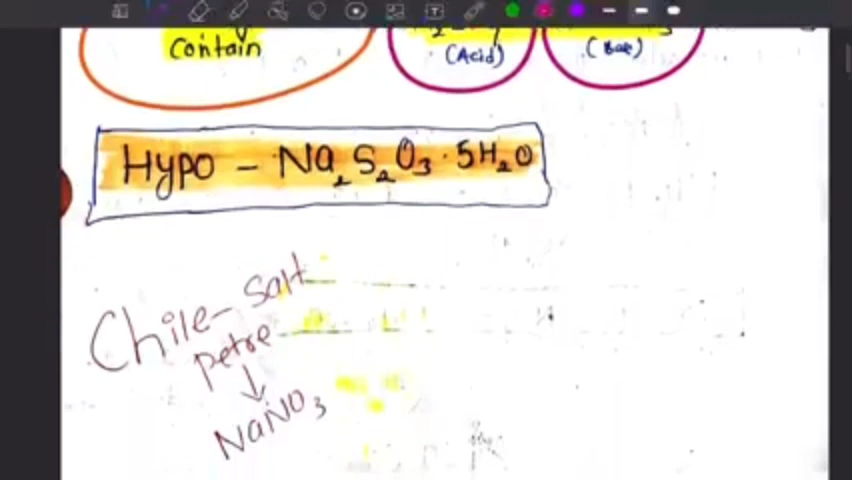 contain
(Acid)
(Base)
Hypo - Na₂S₂O₃·5H₂O
Chile-salt
petre
↓
NaNO₃